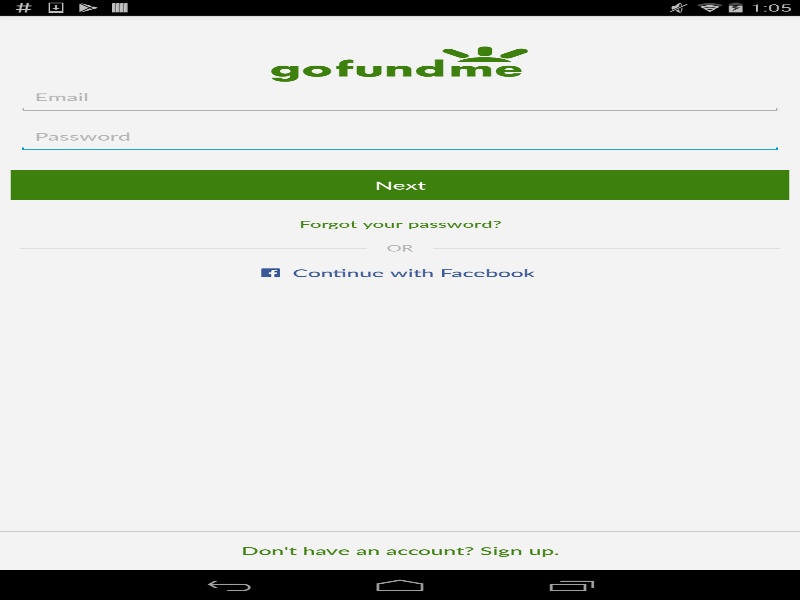 1:05
gofundme
Email
Password
Next
Forgot your password?
OR
Continue with Facebook
Don't have an account? Sign up.